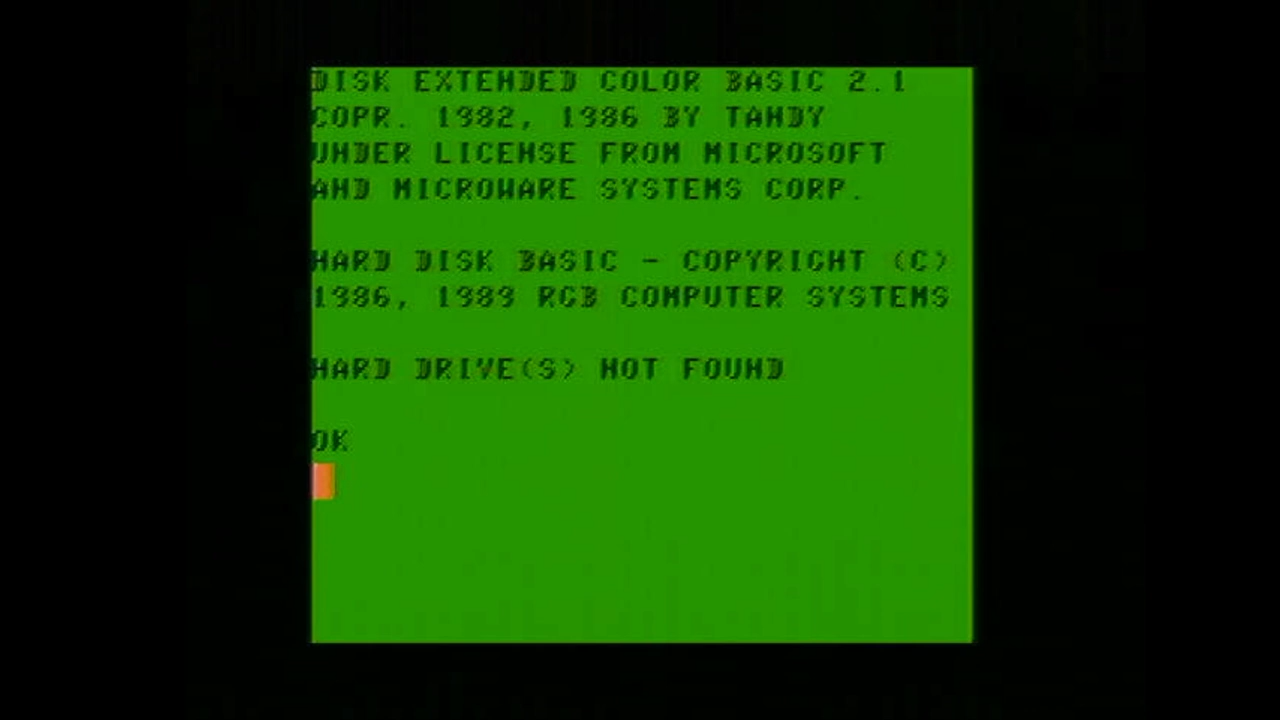 DISK EXTENDED COLOR BASIC 2.1
COPR. 1982, 1986 BY TANDY
UNDER LICENSE FROM MICROSOFT
AND MICROWARE SYSTEMS CORP.
HARD DISK BASIC - COPYRIGHT (C)
1986, 1989 RGB COMPUTER SYSTEMS
HARD DRIVE(S) NOT FOUND
OK